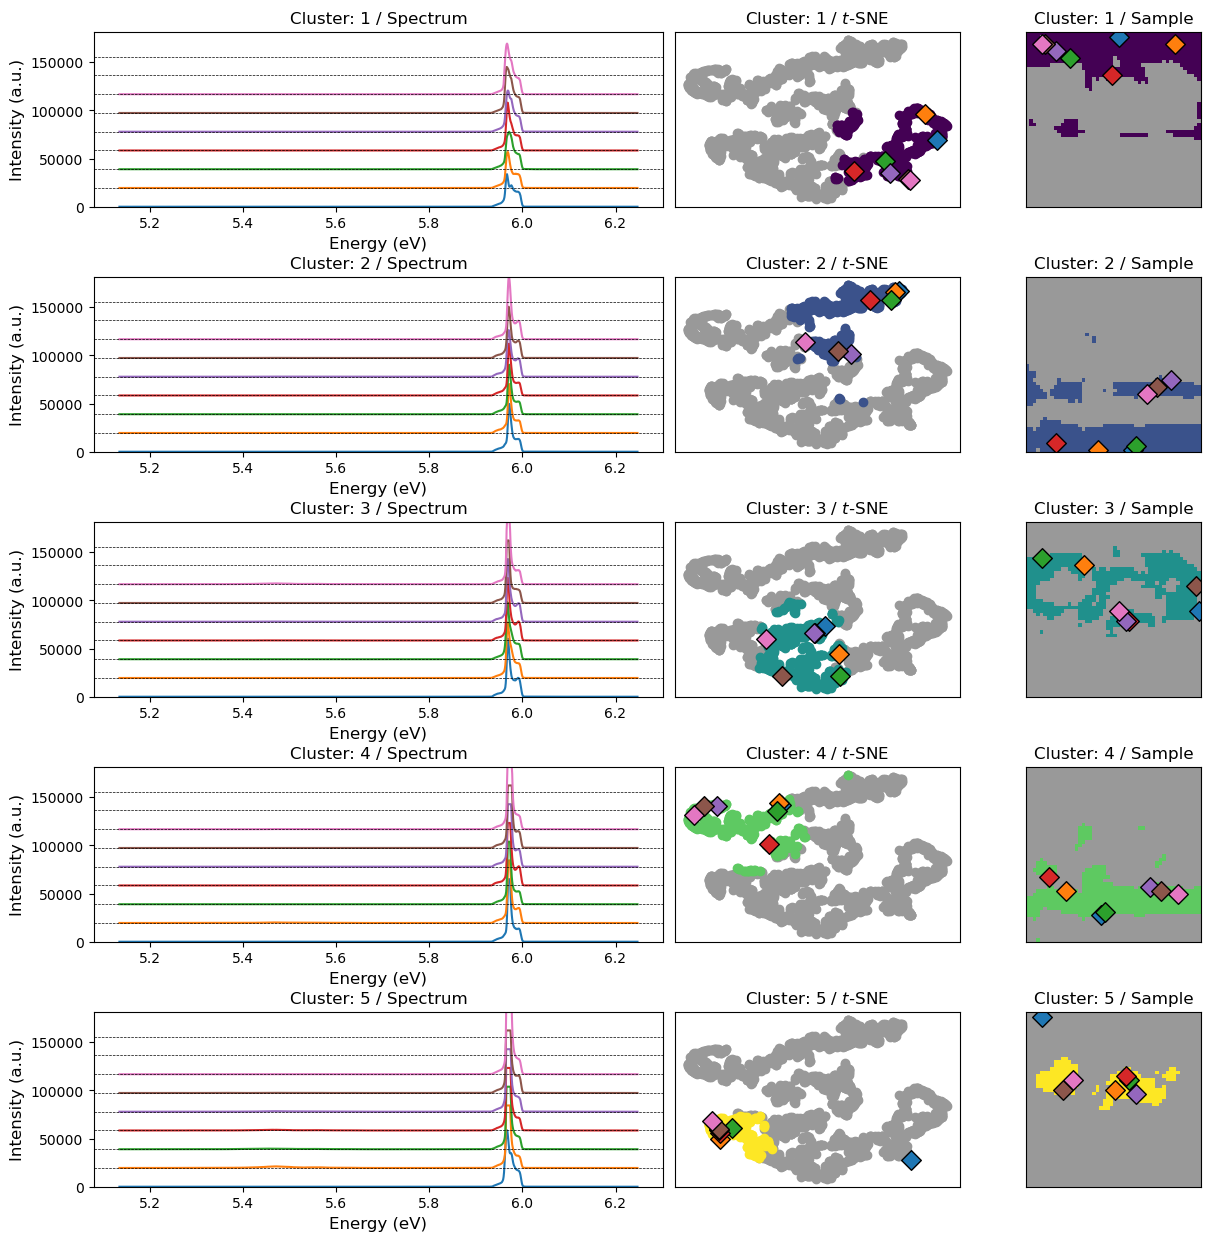 Cluster: 1 / Spectrum
Cluster: 1 / t-SNE
Cluster: 1 / Sample
Intensity (a.u.)
150000
100000
50000
0
5.2 5.4 5.6 5.8 6.0 6.2
Energy (eV)
Cluster: 2 / Spectrum
Cluster: 2 / t-SNE
Cluster: 2 / Sample
Intensity (a.u.)
150000
100000
50000
0
5.2 5.4 5.6 5.8 6.0 6.2
Energy (eV)
Cluster: 3 / Spectrum
Cluster: 3 / t-SNE
Cluster: 3 / Sample
Intensity (a.u.)
150000
100000
50000
0
5.2 5.4 5.6 5.8 6.0 6.2
Energy (eV)
Cluster: 4 / Spectrum
Cluster: 4 / t-SNE
Cluster: 4 / Sample
Intensity (a.u.)
150000
100000
50000
0
5.2 5.4 5.6 5.8 6.0 6.2
Energy (eV)
Cluster: 5 / Spectrum
Cluster: 5 / t-SNE
Cluster: 5 / Sample
Intensity (a.u.)
150000
100000
50000
0
5.2 5.4 5.6 5.8 6.0 6.2
Energy (eV)